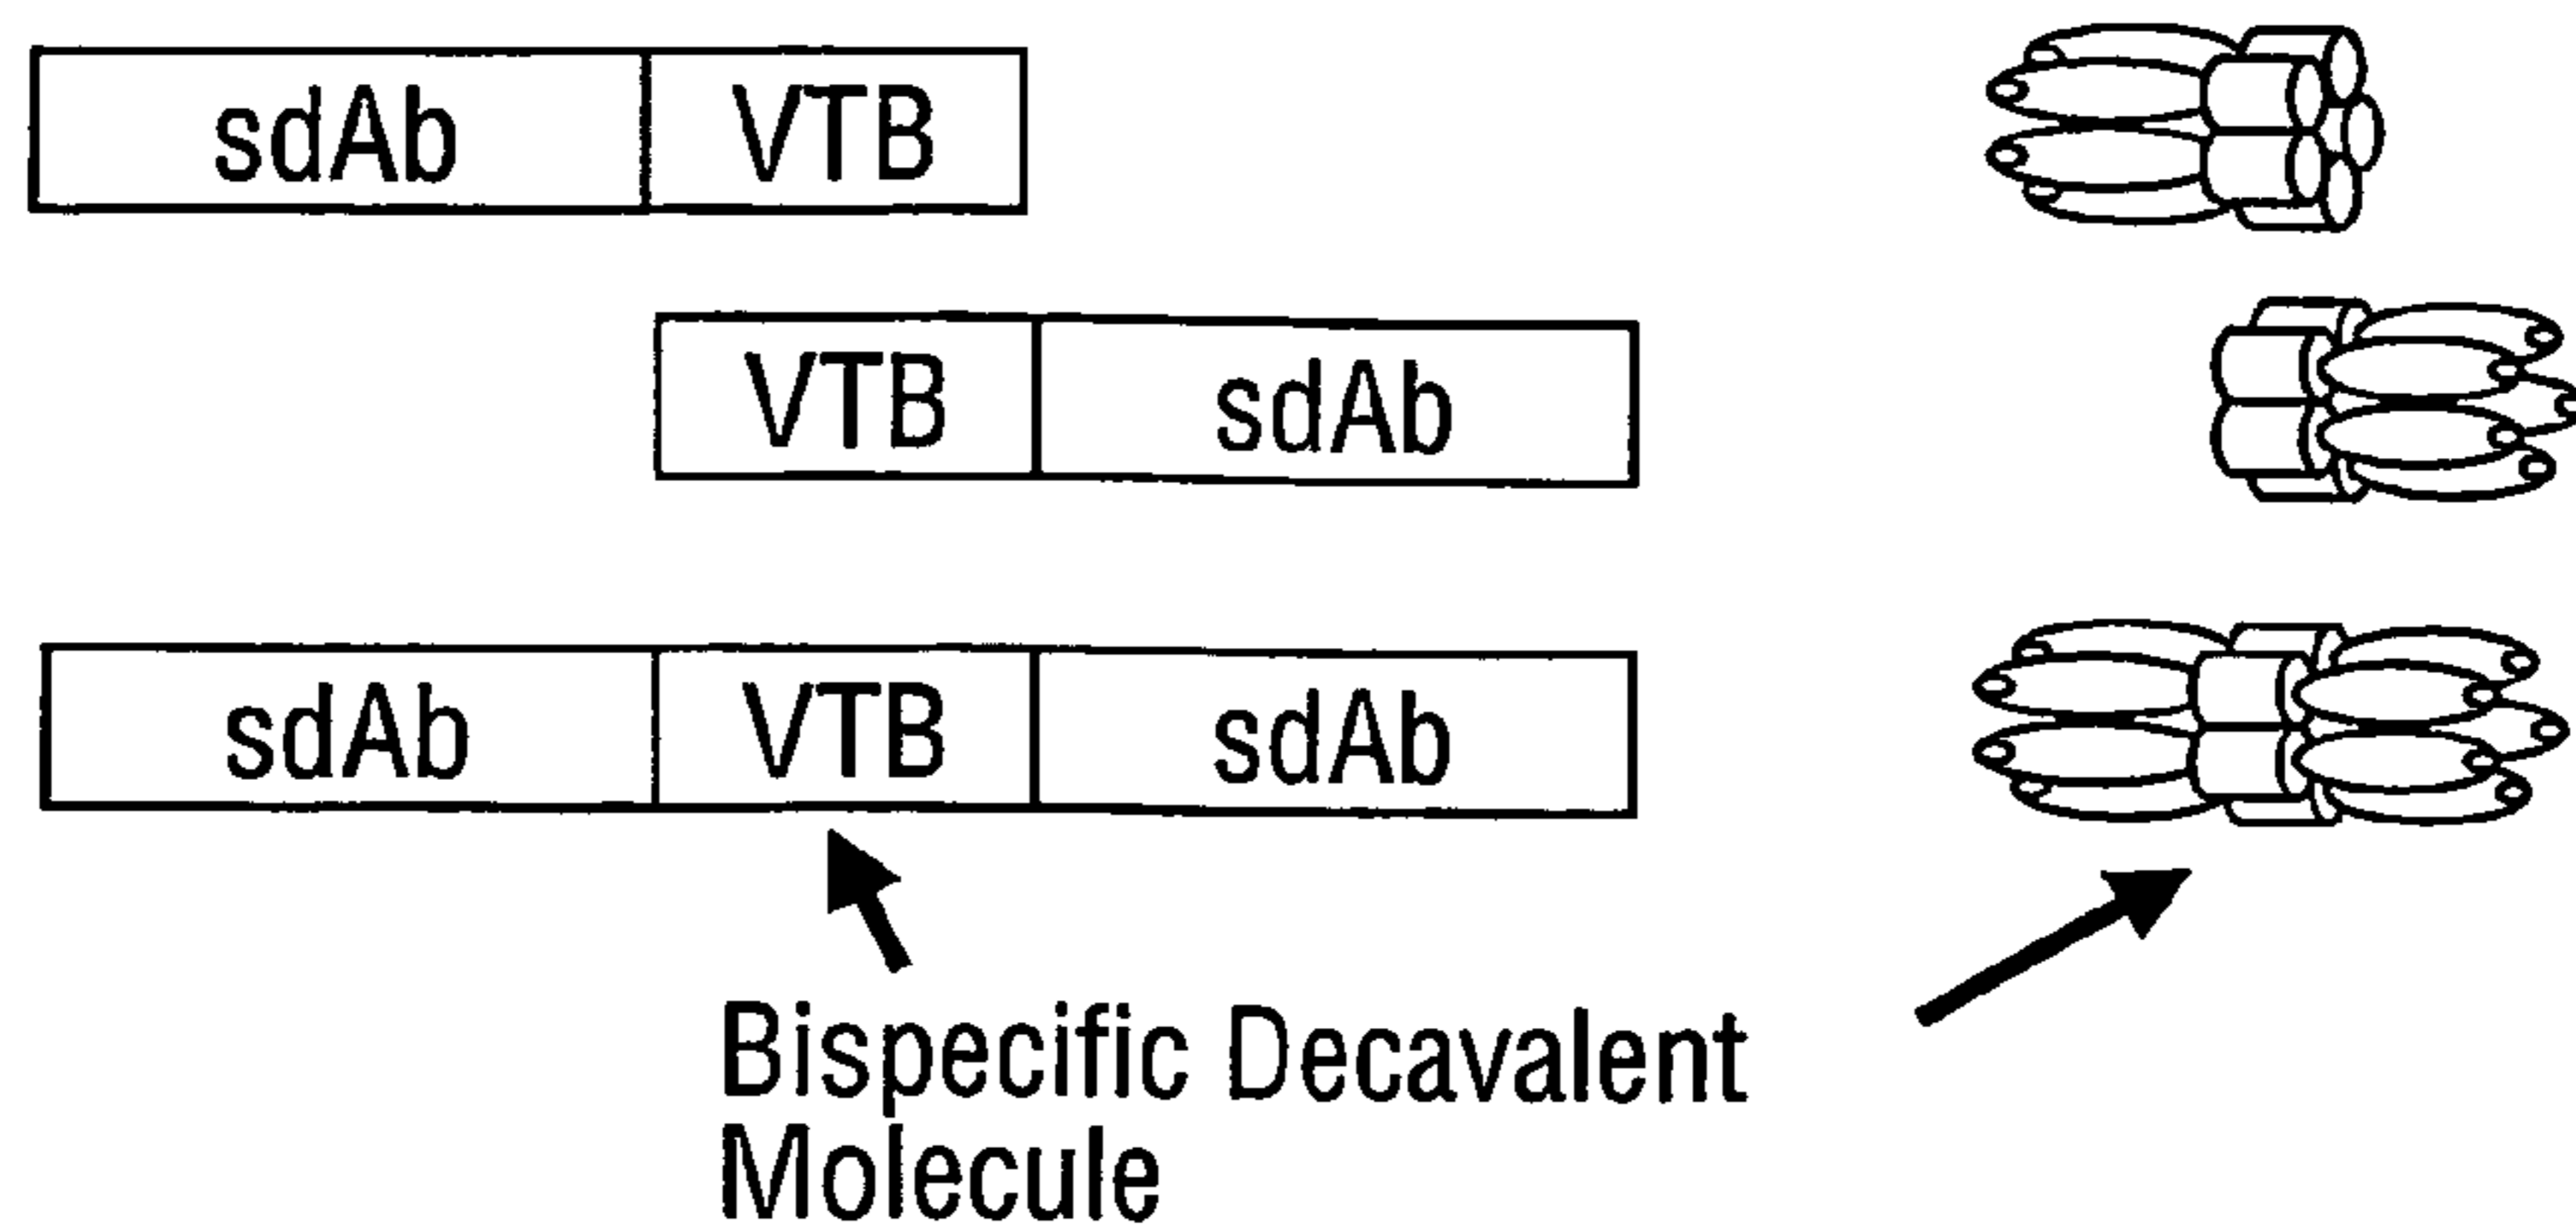 sdAb VTB
VTB sdAb
sdAb VTB sdAb
Bispecific Decavalent
Molecule